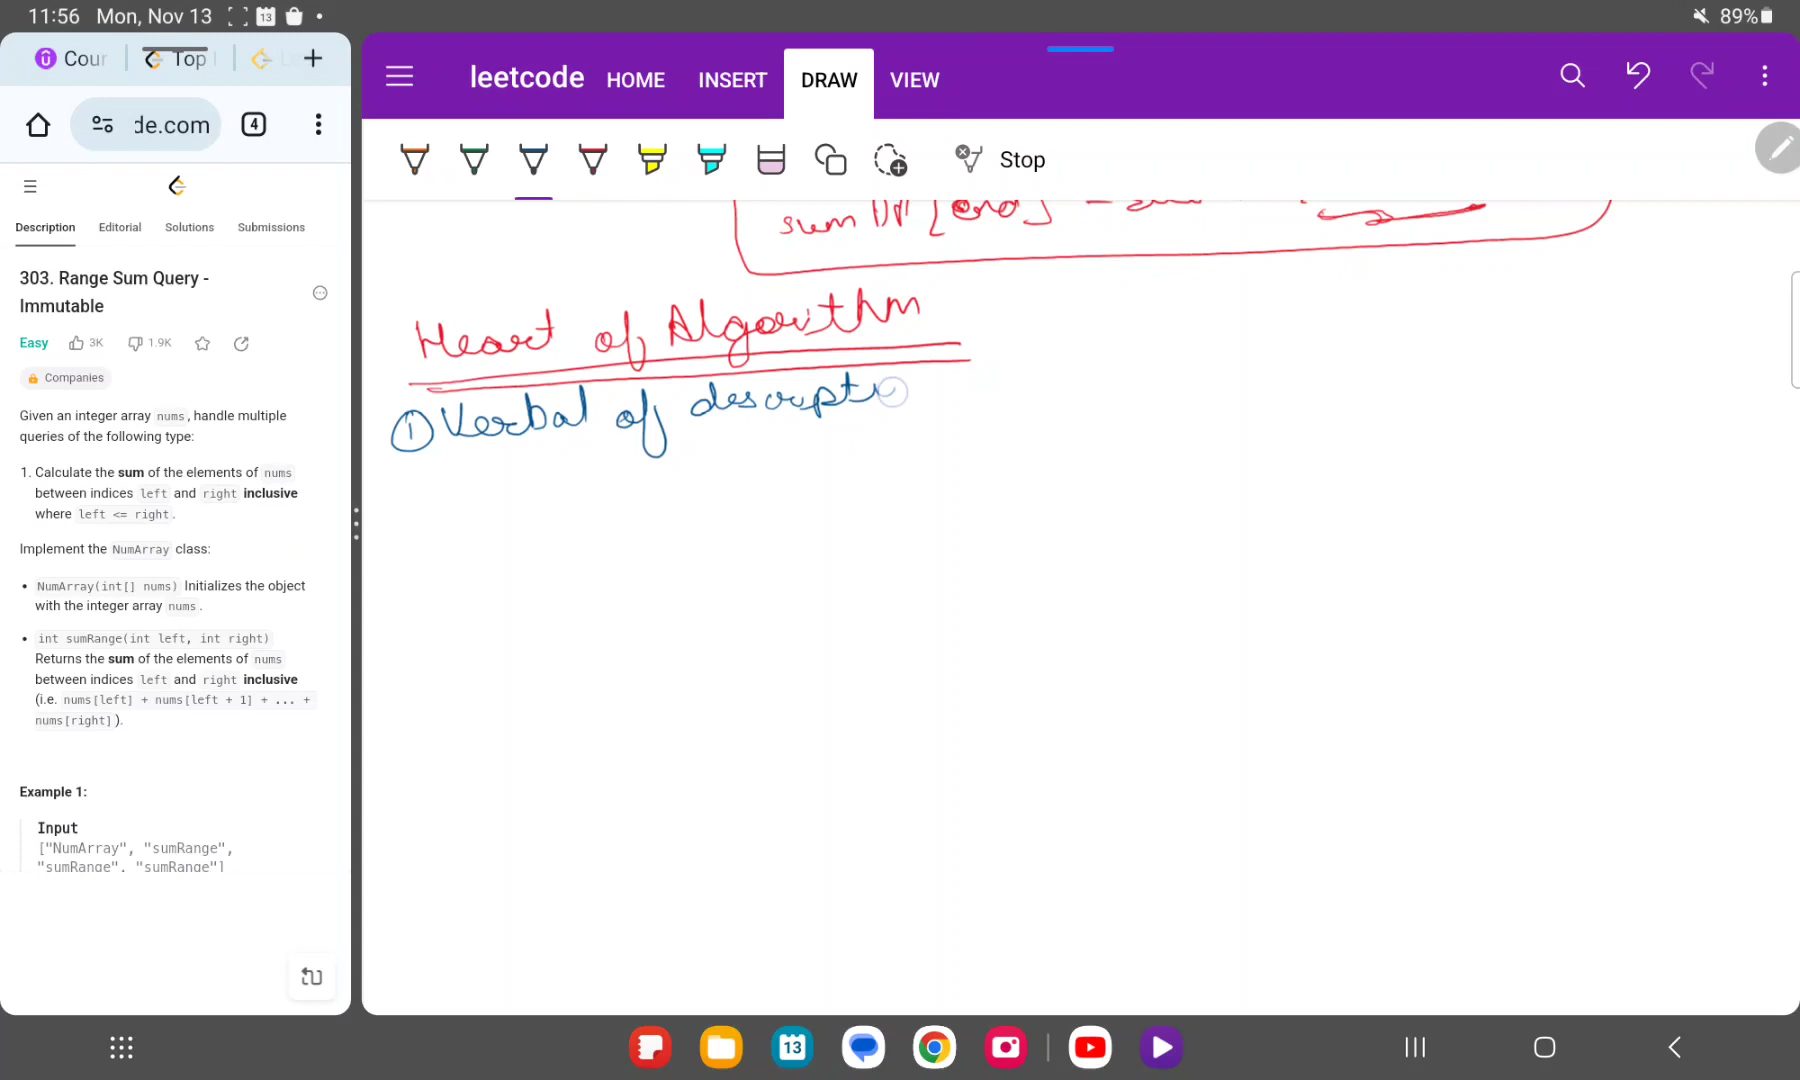 11:56 Mon, Nov 13
13
89%
Cour
Top
4
de.com
Description Editorial Solutions Submissions
303. Range Sum Query -
Immutable
Easy 3K 1.9K
Companies
Given an integer array nums, handle multiple
queries of the following type:
1. Calculate the sum of the elements of nums
between indices left and right inclusive
where left <= right.
Implement the NumArray class:
• NumArray(int[] nums) Initializes the object
with the integer array nums.
• int sumRange(int left, int right)
Returns the sum of the elements of nums
between indices left and right inclusive
(i.e. nums[left] + nums[left + 1] + ... +
nums[right]).
Example 1:
Input
["NumArray", "sumRange",
"sumRange", "sumRange"]
leetcode HOME INSERT DRAW VIEW
Stop
sum DP [end]
Heart of Algorithm
① Verbal of descripti
13